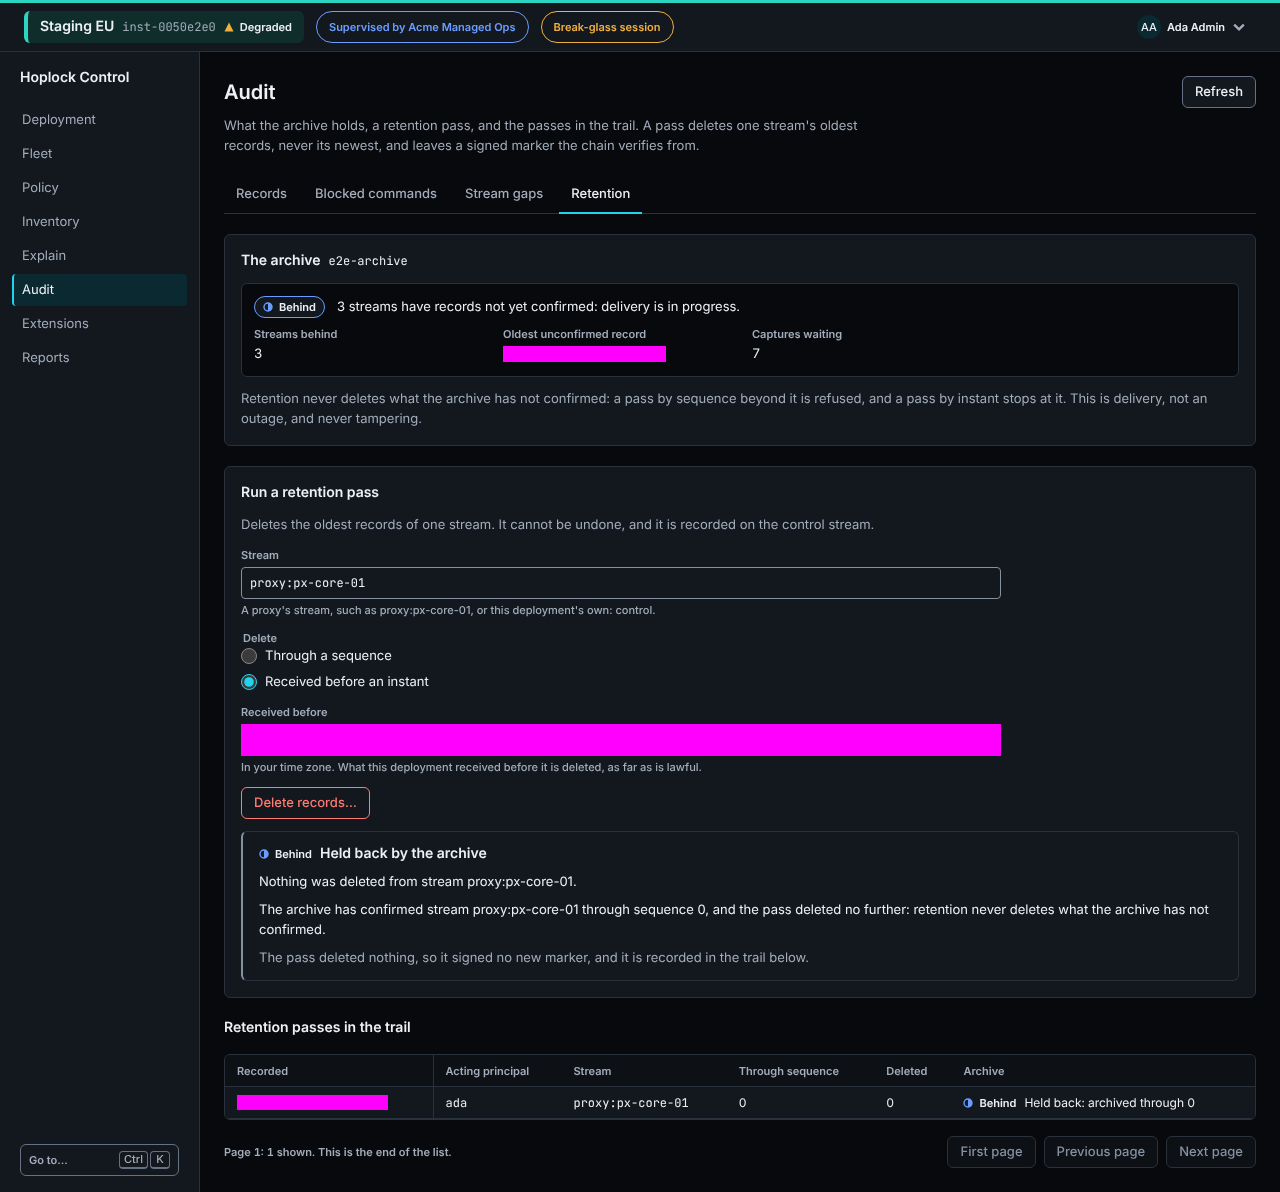 Staging EU inst-0050e2e0 Degraded Supervised by Acme Managed Ops Break-glass session AA Ada Admin
Hoplock Control
Deployment
Fleet
Policy
Inventory
Explain
Audit
Extensions
Reports
Go to... Ctrl K
Audit
Refresh
What the archive holds, a retention pass, and the passes in the trail. A pass deletes one stream's oldest
records, never its newest, and leaves a signed marker the chain verifies from.
Records Blocked commands Stream gaps Retention
The archive e2e-archive
Behind 3 streams have records not yet confirmed: delivery is in progress.
Streams behind Oldest unconfirmed record Captures waiting
3 7
Retention never deletes what the archive has not confirmed: a pass by sequence beyond it is refused, and a pass by instant stops at it. This is delivery, not an
outage, and never tampering.
Run a retention pass
Deletes the oldest records of one stream. It cannot be undone, and it is recorded on the control stream.
Stream
proxy:px-core-01
A proxy's stream, such as proxy:px-core-01, or this deployment's own: control.
Delete
Through a sequence
Received before an instant
Received before
In your time zone. What this deployment received before it is deleted, as far as is lawful.
Delete records...
Behind Held back by the archive
Nothing was deleted from stream proxy:px-core-01.
The archive has confirmed stream proxy:px-core-01 through sequence 0, and the pass deleted no further: retention never deletes what the archive has not
confirmed.
The pass deleted nothing, so it signed no new marker, and it is recorded in the trail below.
Retention passes in the trail
Recorded Acting principal Stream Through sequence Deleted Archive
ada proxy:px-core-01 0 0 Behind Held back: archived through 0
Page 1: 1 shown. This is the end of the list.
First page Previous page Next page